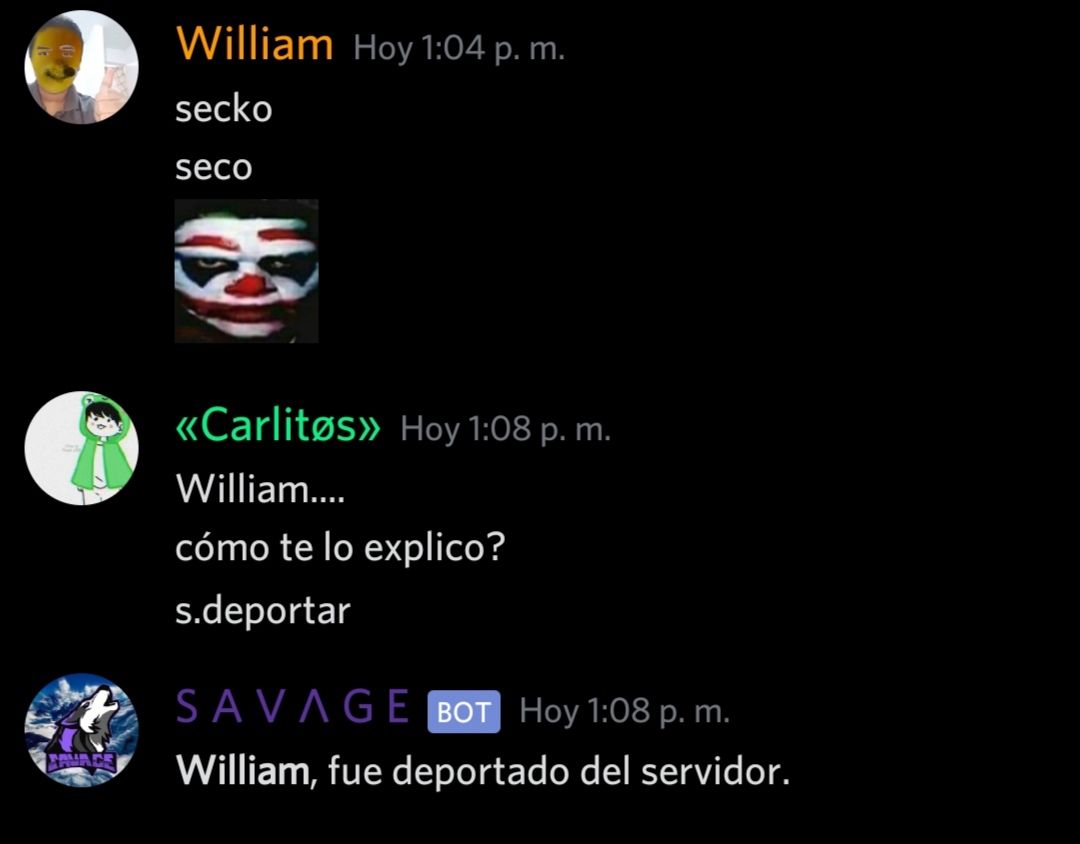 William Hoy 1:04 p. m.
secko
seco
«Carlitøs» Hoy 1:08 p. m.
William....
cómo te lo explico?
s.deportar
S A V Λ G E BOT Hoy 1:08 p. m.
SAVAGE
William, fue deportado del servidor.